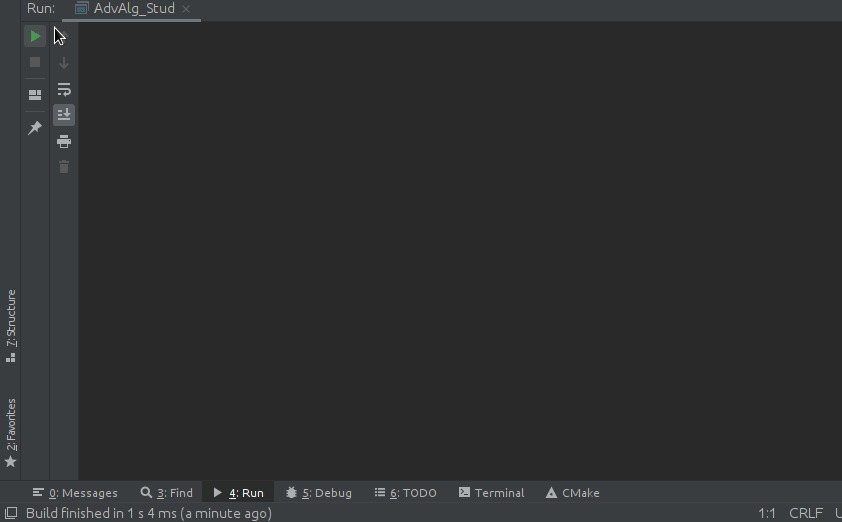 Run: AdvAlg_Stud
7: Structure
2: Favorites
0: Messages 3: Find 4: Run 5: Debug 6: TODO Terminal CMake
Build finished in 1 s 4 ms (a minute ago) 1:1 CRLF